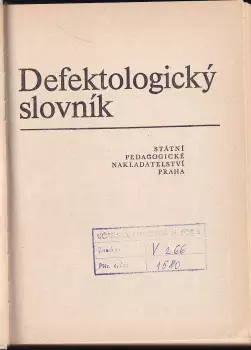 Defektologický
slovník
STÁTNÍ
PEDAGOGICKÉ
NAKLADATELSTVÍ
PRAHA
V 266
1680